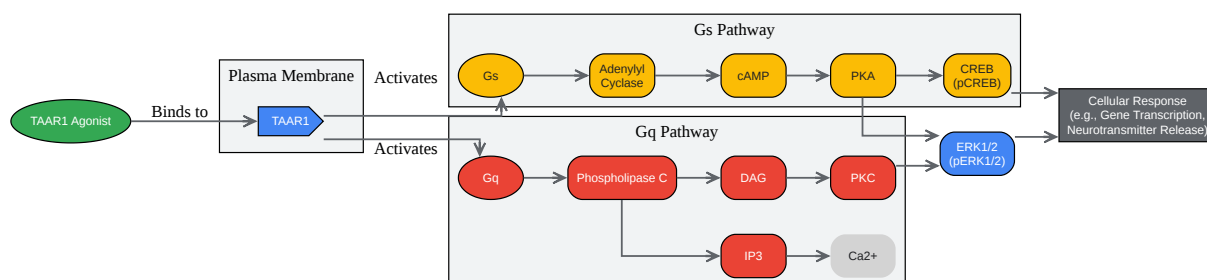 Gs Pathway
Plasma Membrane
Activates
Gs
Adenylyl
Cyclase
cAMP
PKA
CREB
(pCREB)
TAAR1 Agonist
Binds to
TAAR1
Cellular Response
(e.g., Gene Transcription,
Neurotransmitter Release)
Gq Pathway
Activates
ERK1/2
(pERK1/2)
Gq
Phospholipase C
DAG
PKC
IP3
Ca2+